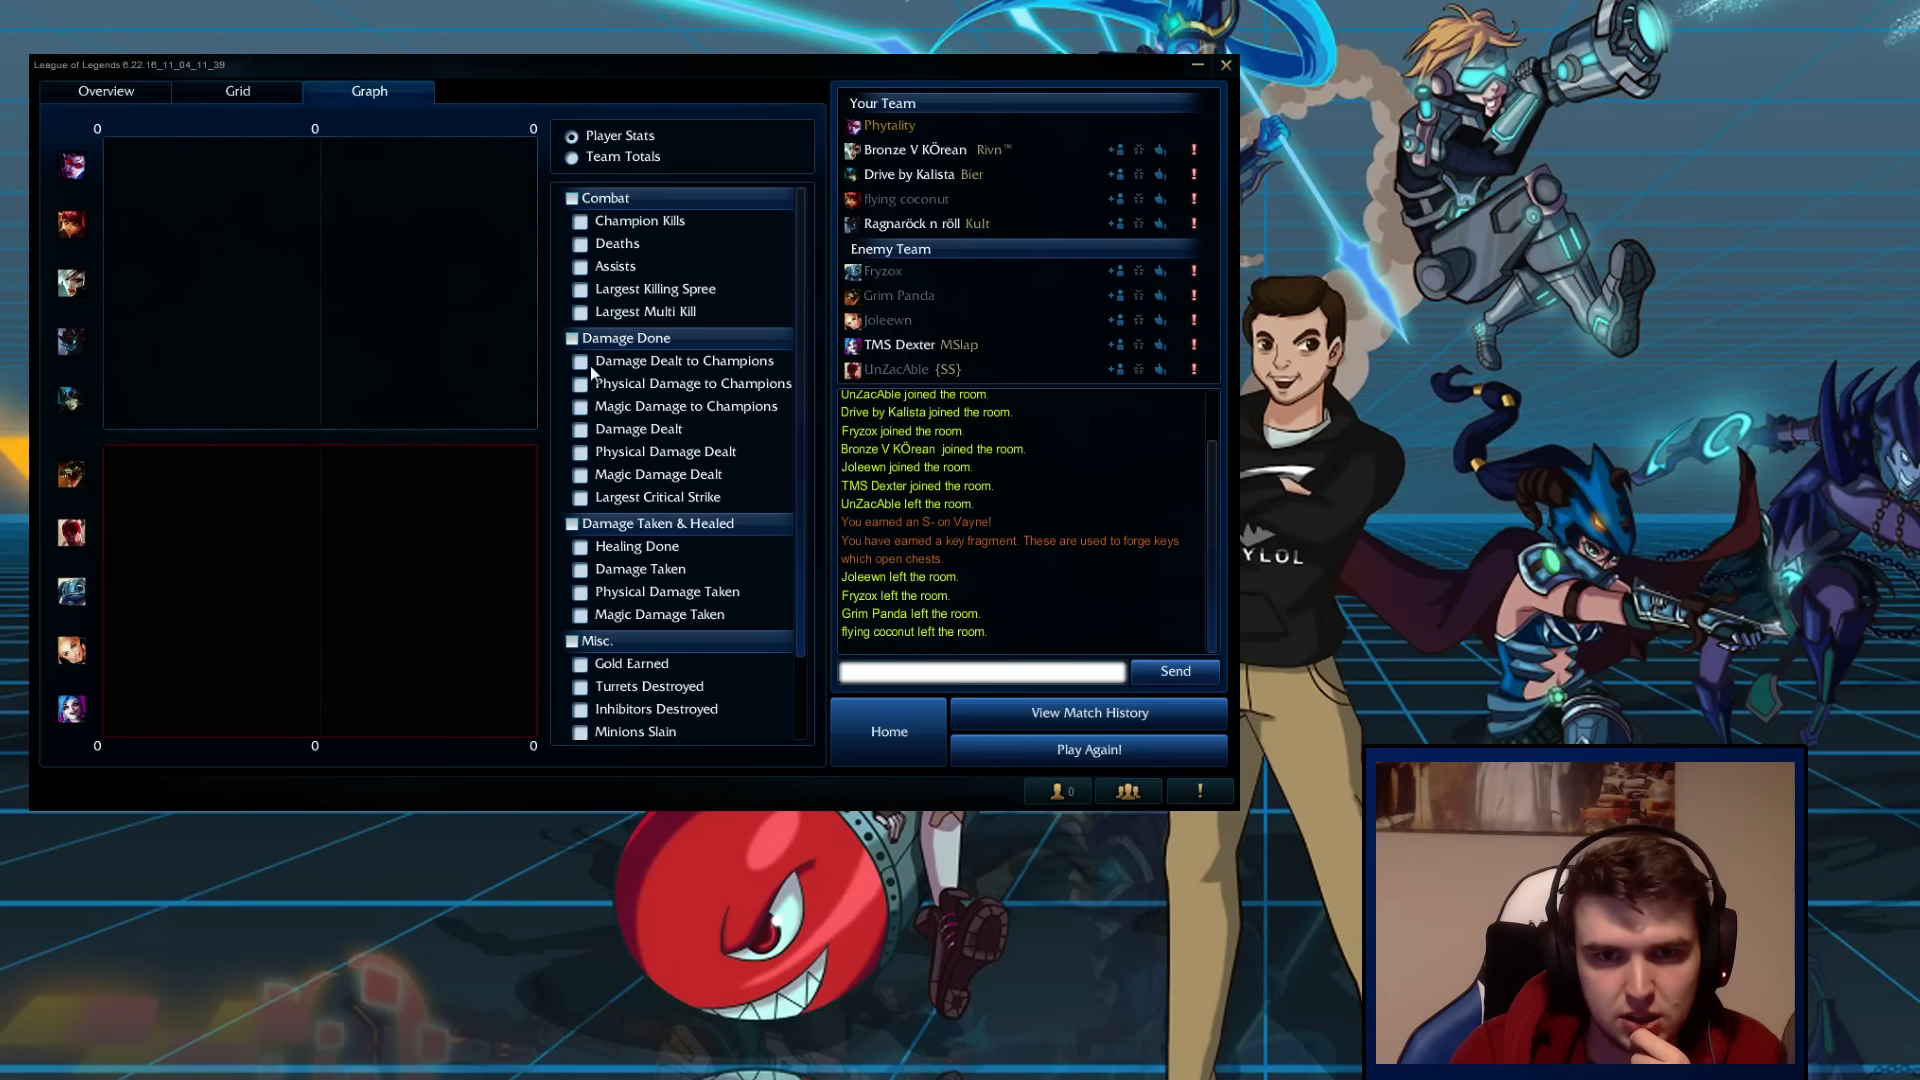 League of Legends 6.22.16_11_04_11_39
Overview
Grid
Graph
0
0
0
0
0
0
Player Stats
Team Totals
Combat
Champion Kills
Deaths
Assists
Largest Killing Spree
Largest Multi Kill
Damage Done
Damage Dealt to Champions
Physical Damage to Champions
Magic Damage to Champions
Damage Dealt
Physical Damage Dealt
Magic Damage Dealt
Largest Critical Strike
Damage Taken & Healed
Healing Done
Damage Taken
Physical Damage Taken
Magic Damage Taken
Misc.
Gold Earned
Turrets Destroyed
Inhibitors Destroyed
Minions Slain
Your Team
Phytality
Bronze V KÖrean Rivn™
Drive by Kalista Bier
flying coconut
Ragnaröck n röll Kult
Enemy Team
Fryzox
Grim Panda
Joleewn
TMS Dexter MSlap
UnZacAble {SS}
UnZacAble joined the room.
Drive by Kalista joined the room.
Fryzox joined the room.
Bronze V KÖrean joined the room.
Joleewn joined the room.
TMS Dexter joined the room.
UnZacAble left the room.
You earned an S- on Vayne!
You have earned a key fragment. These are used to forge keys
which open chests.
Joleewn left the room.
Fryzox left the room.
Grim Panda left the room.
flying coconut left the room.
Send
Home
View Match History
Play Again!
0
YLOL